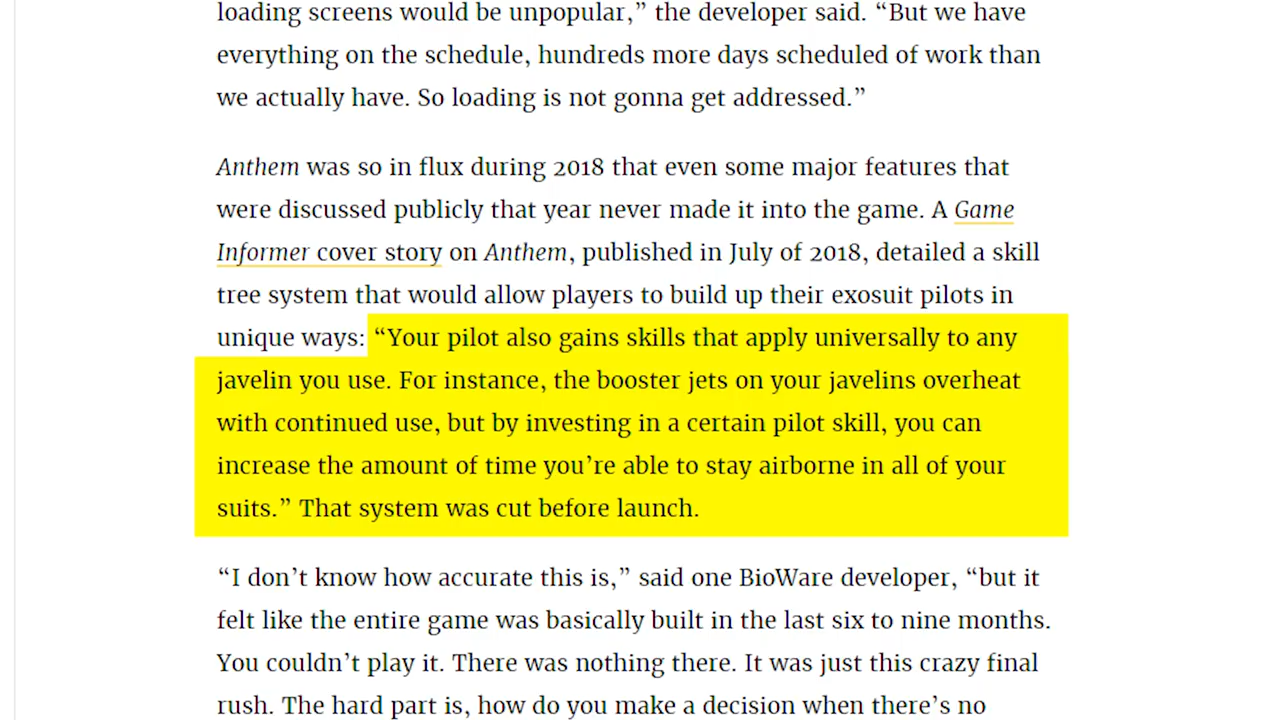 loading screens would be unpopular,” the developer said. “But we have
everything on the schedule, hundreds more days scheduled of work than
we actually have. So loading is not gonna get addressed.”
Anthem was so in flux during 2018 that even some major features that
were discussed publicly that year never made it into the game. A Game
Informer cover story on Anthem, published in July of 2018, detailed a skill
tree system that would allow players to build up their exosuit pilots in
unique ways: “Your pilot also gains skills that apply universally to any
javelin you use. For instance, the booster jets on your javelins overheat
with continued use, but by investing in a certain pilot skill, you can
increase the amount of time you’re able to stay airborne in all of your
suits.” That system was cut before launch.
“I don’t know how accurate this is,” said one BioWare developer, “but it
felt like the entire game was basically built in the last six to nine months.
You couldn’t play it. There was nothing there. It was just this crazy final
rush. The hard part is, how do you make a decision when there’s no